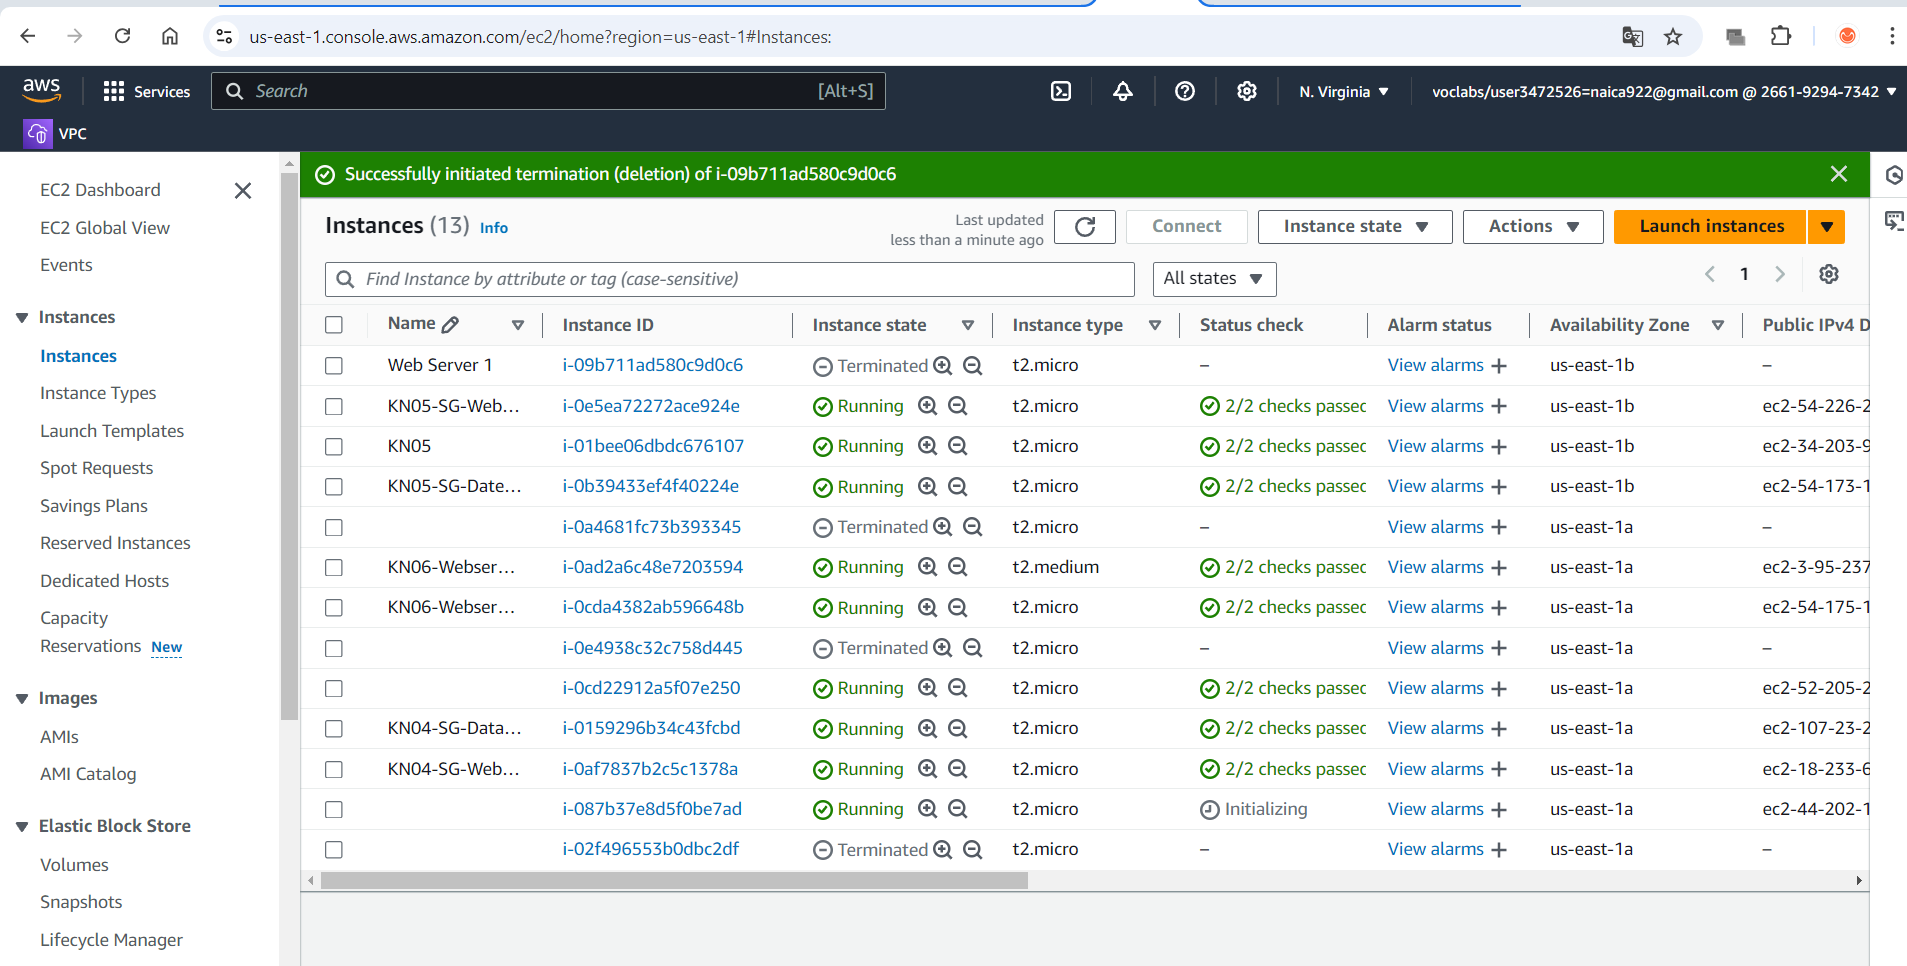 us-east-1.console.aws.amazon.com/ec2/home?region=us-east-1#Instances:
aws
Services
Search
[Alt+S]
N. Virginia
voclabs/user3472526=naica922@gmail.com @ 2661-9294-7342
VPC
EC2 Dashboard
EC2 Global View
Events
Instances
Instances
Instance Types
Launch Templates
Spot Requests
Savings Plans
Reserved Instances
Dedicated Hosts
Capacity
Reservations New
Images
AMIs
AMI Catalog
Elastic Block Store
Volumes
Snapshots
Lifecycle Manager
Successfully initiated termination (deletion) of i-09b711ad580c9d0c6
Instances (13) Info
Last updated
less than a minute ago
Connect
Instance state
Actions
Launch instances
Find Instance by attribute or tag (case-sensitive)
All states
1
Name Instance ID Instance state Instance type Status check Alarm status Availability Zone Public IPv4 D
Web Server 1 i-09b711ad580c9d0c6 Terminated t2.micro – View alarms + us-east-1b –
KN05-SG-Web... i-0e5ea72272ace924e Running t2.micro 2/2 checks passec View alarms + us-east-1b ec2-54-226-2
KN05 i-01bee06dbdc676107 Running t2.micro 2/2 checks passec View alarms + us-east-1b ec2-34-203-9
KN05-SG-Date... i-0b39433ef4f40224e Running t2.micro 2/2 checks passec View alarms + us-east-1b ec2-54-173-1
i-0a4681fc73b393345 Terminated t2.micro – View alarms + us-east-1a –
KN06-Webser... i-0ad2a6c48e7203594 Running t2.medium 2/2 checks passec View alarms + us-east-1a ec2-3-95-237
KN06-Webser... i-0cda4382ab596648b Running t2.micro 2/2 checks passec View alarms + us-east-1a ec2-54-175-1
i-0e4938c32c758d445 Terminated t2.micro – View alarms + us-east-1a –
i-0cd22912a5f07e250 Running t2.micro 2/2 checks passec View alarms + us-east-1a ec2-52-205-2
KN04-SG-Data... i-0159296b34c43fcbd Running t2.micro 2/2 checks passec View alarms + us-east-1a ec2-107-23-2
KN04-SG-Web... i-0af7837b2c5c1378a Running t2.micro 2/2 checks passec View alarms + us-east-1a ec2-18-233-6
i-087b37e8d5f0be7ad Running t2.micro Initializing View alarms + us-east-1a ec2-44-202-1
i-02f496553b0dbc2df Terminated t2.micro – View alarms + us-east-1a –